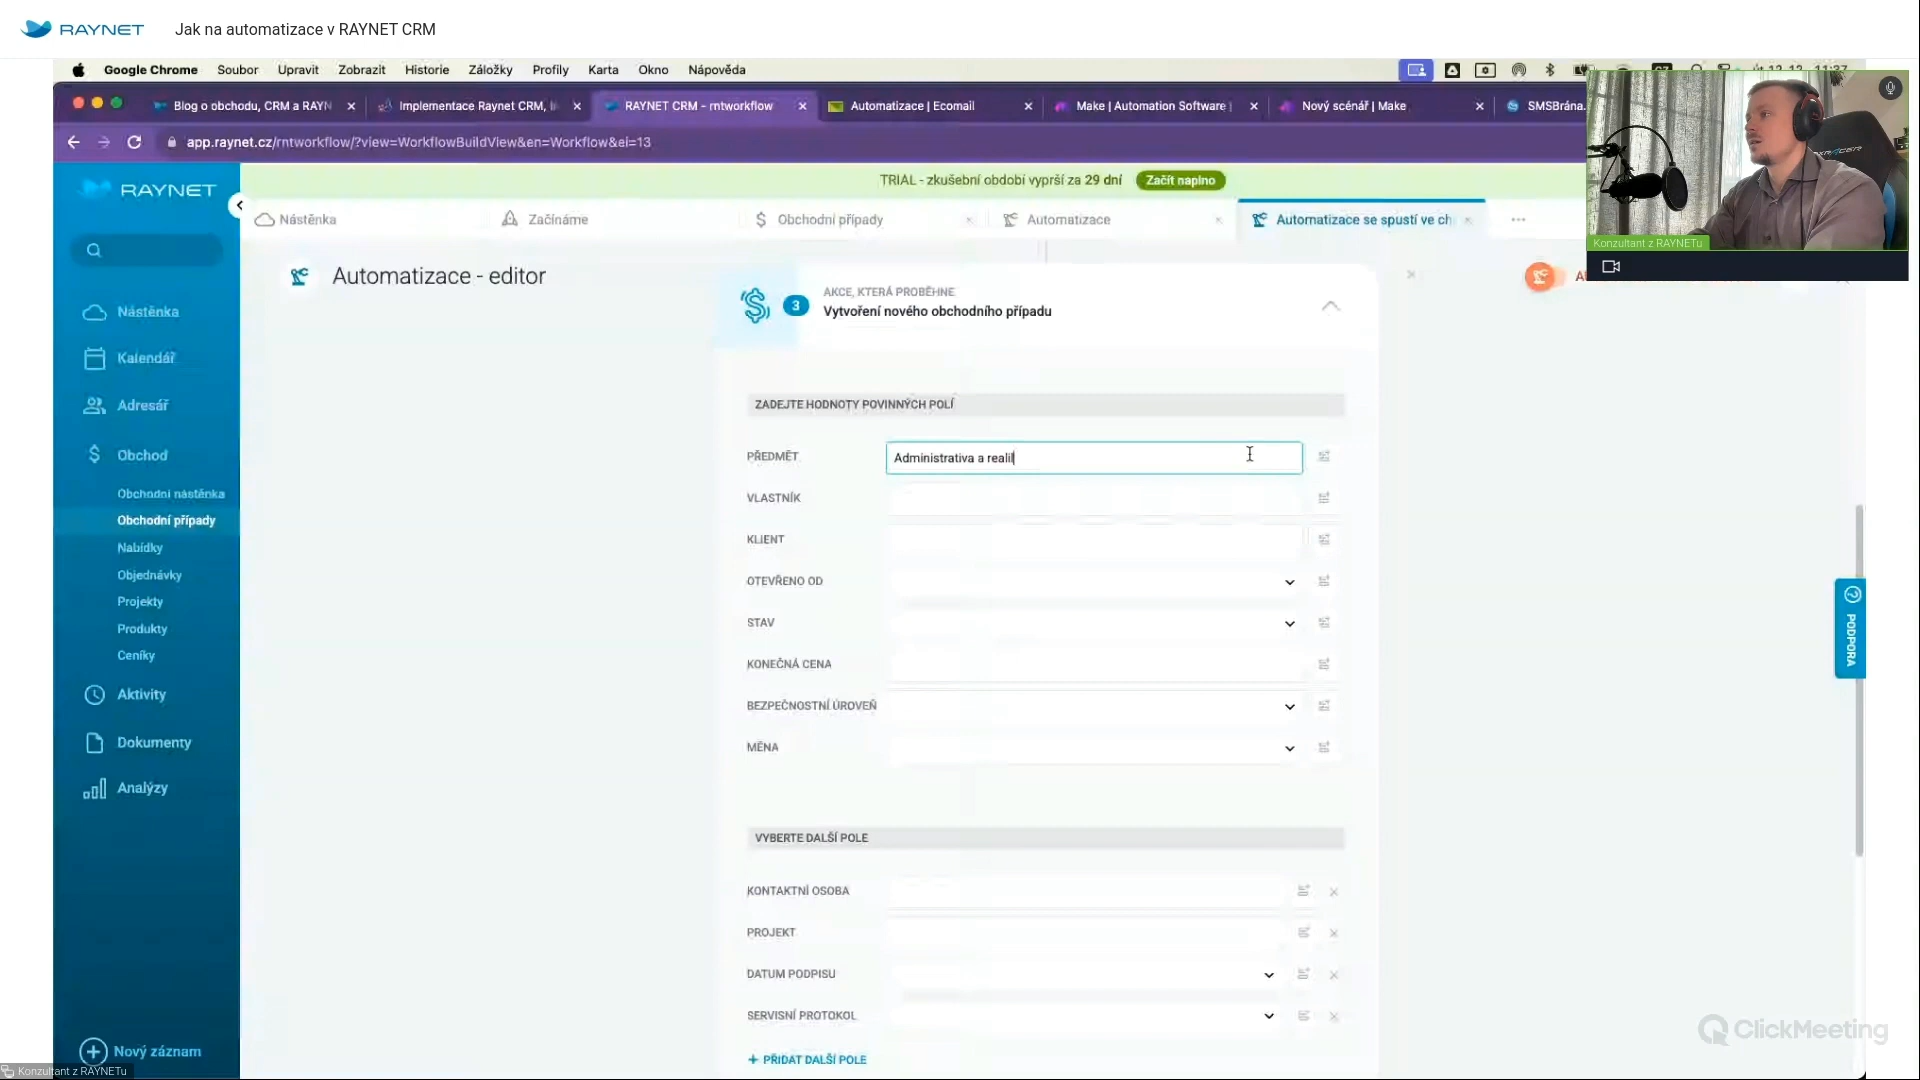 RAYNET Jak na automatizace v RAYNET CRM
Google Chrome Soubor Upravit Zobrazit Historie Záložky Profily Karta Okno Nápověda
Blog o obchodu, CRM a RAYN Implementace Raynet CRM, RAYNET CRM - rntworkflow Automatizace | Ecomail Make | Automation Software | Nový scénář | Make SMSBrána.
app.raynet.cz/rntworkflow/?view=WorkflowBuildView&en=Workflow&ei=13
RAYNET
TRIAL - zkušební období vyprší za 29 dní Začít naplno
Nástěnka Začínáme Obchodní případy Automatizace Automatizace se spustí ve ch
Konzultant z RAYNETu
Automatizace - editor
3
AKCE, KTERÁ PROBĚHNE
Vytvoření nového obchodního případu
Nástěnka
Kalendář
Adresář
Obchod
Obchodní nástěnka
Obchodní případy
Nabídky
Objednávky
Projekty
Produkty
Ceníky
Aktivity
Dokumenty
Analýzy
Nový záznam
Konzultant z RAYNETu
ZADEJTE HODNOTY POVINNÝCH POLÍ
PŘEDMĚT Administrativa a realil
VLASTNÍK
KLIENT
OTEVŘENO OD
STAV
KONEČNÁ CENA
BEZPEČNOSTNÍ ÚROVEŇ
MĚNA
VYBERTE DALŠÍ POLE
KONTAKTNÍ OSOBA
PROJEKT
DATUM PODPISU
SERVISNÍ PROTOKOL
+ PŘIDAT DALŠÍ POLE
PODPORA
ClickMeeting